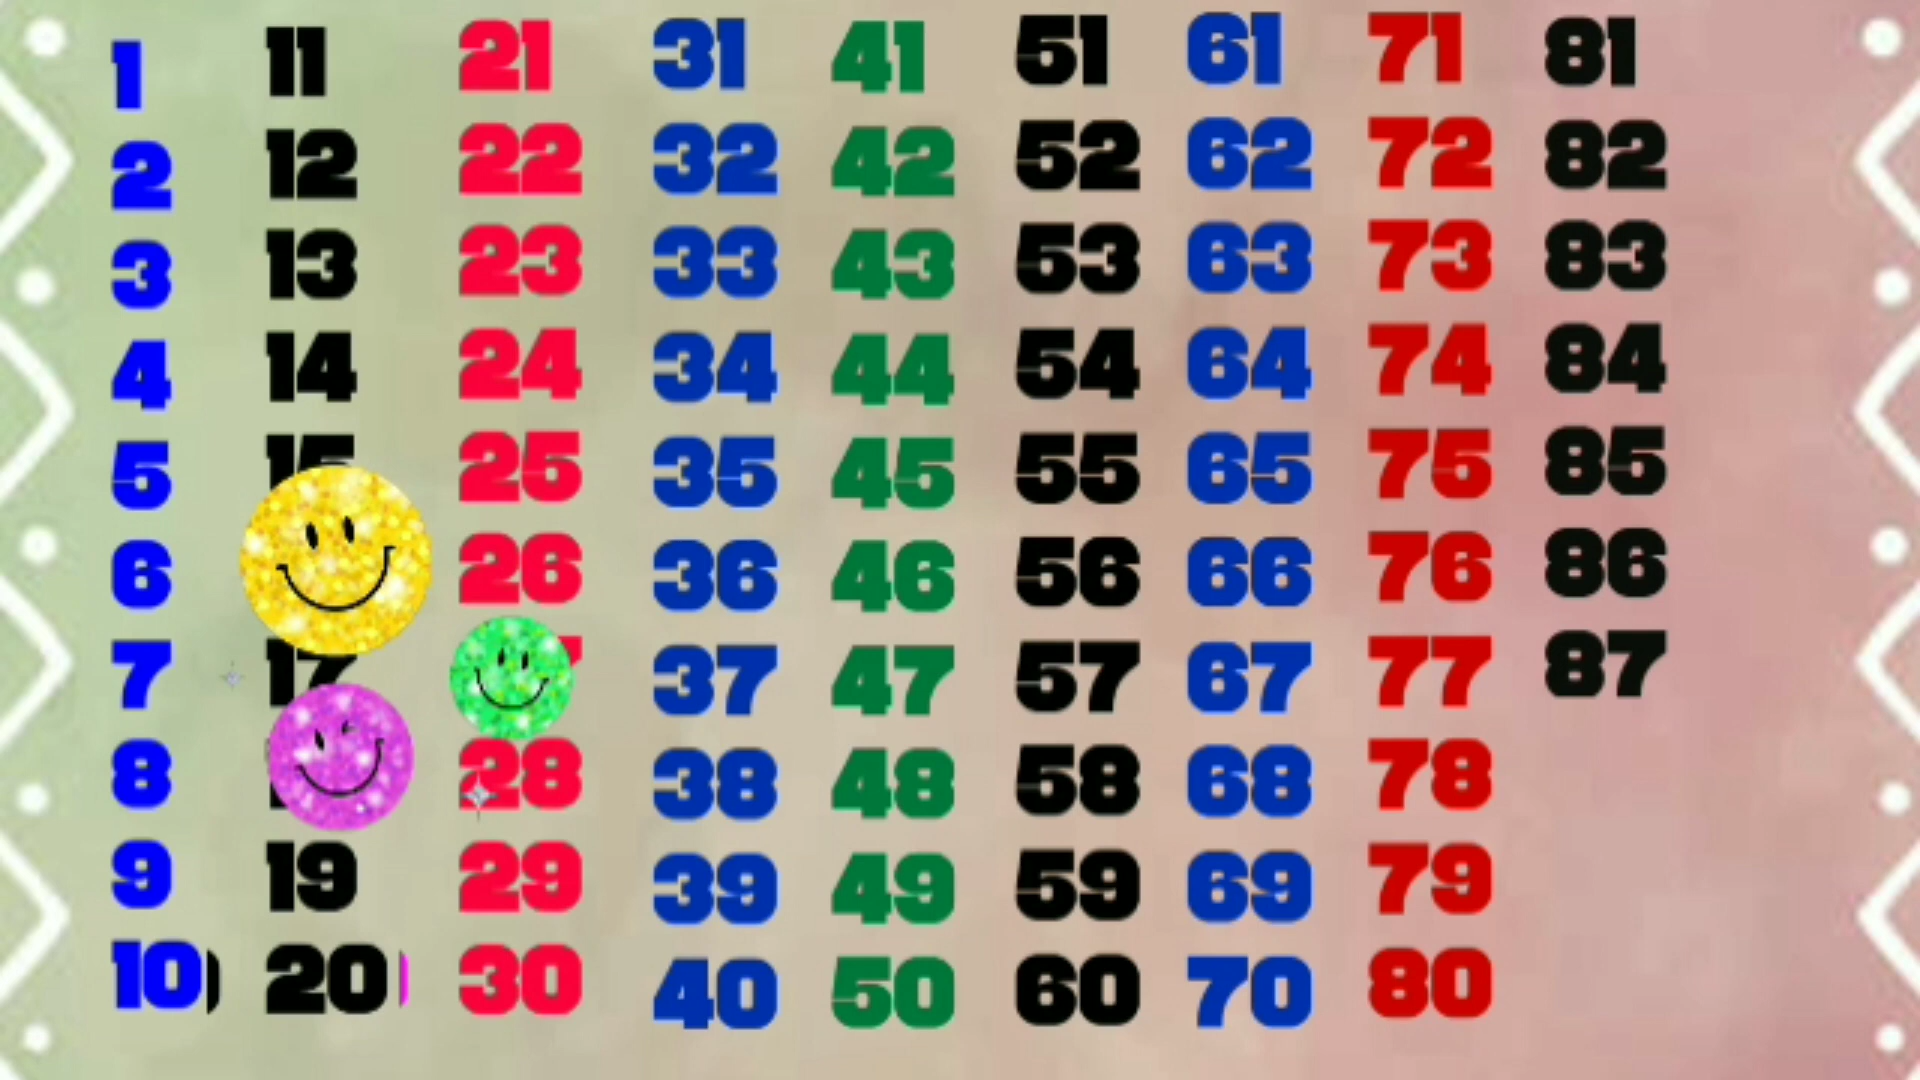 1 11 21 31 41 51 61 71 81
2 12 22 32 42 52 62 72 82
3 13 23 33 43 53 63 73 83
4 14 24 34 44 54 64 74 84
5 15 25 35 45 55 65 75 85
6 26 36 46 56 66 76 86
7 17 37 47 57 67 77 87
8 28 38 48 58 68 78
9 19 29 39 49 59 69 79
10 20 30 40 50 60 70 80